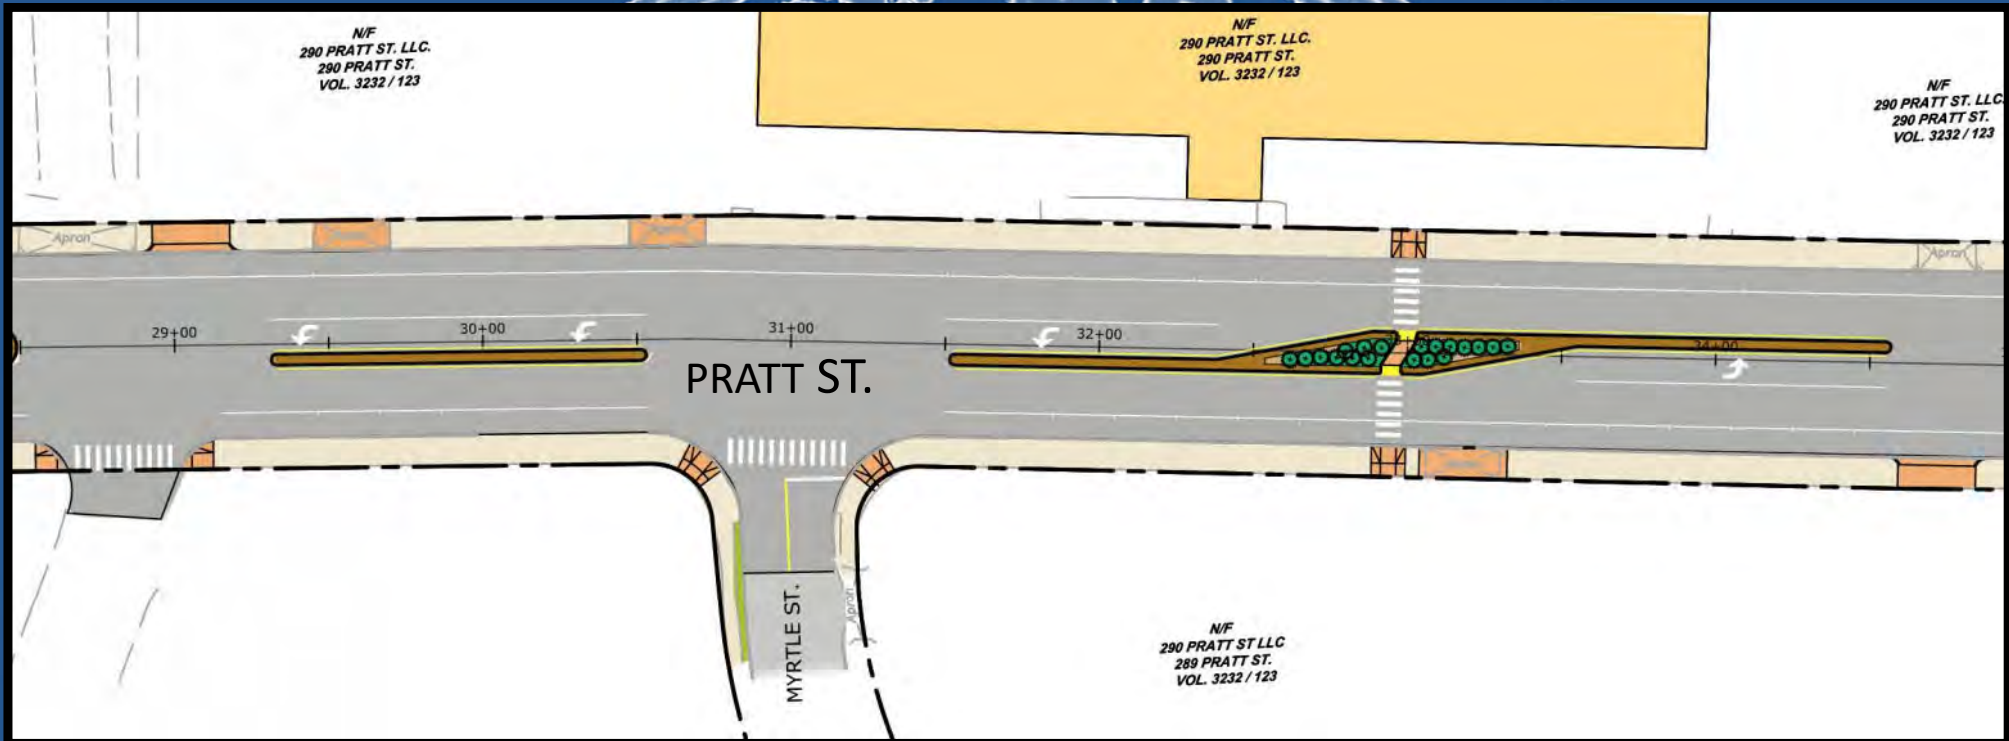 N/F
290 PRATT ST. LLC.
290 PRATT ST.
VOL. 3232 / 123
N/F
290 PRATT ST. LLC.
290 PRATT ST.
VOL. 3232 / 123
N/F
290 PRATT ST. LLC.
290 PRATT ST.
VOL. 3232 / 123
Apron
Apron
29+00
30+00
31+00
32+00
34+00
PRATT ST.
MYRTLE ST.
Apron
N/F
290 PRATT ST LLC
289 PRATT ST.
VOL. 3232 / 123